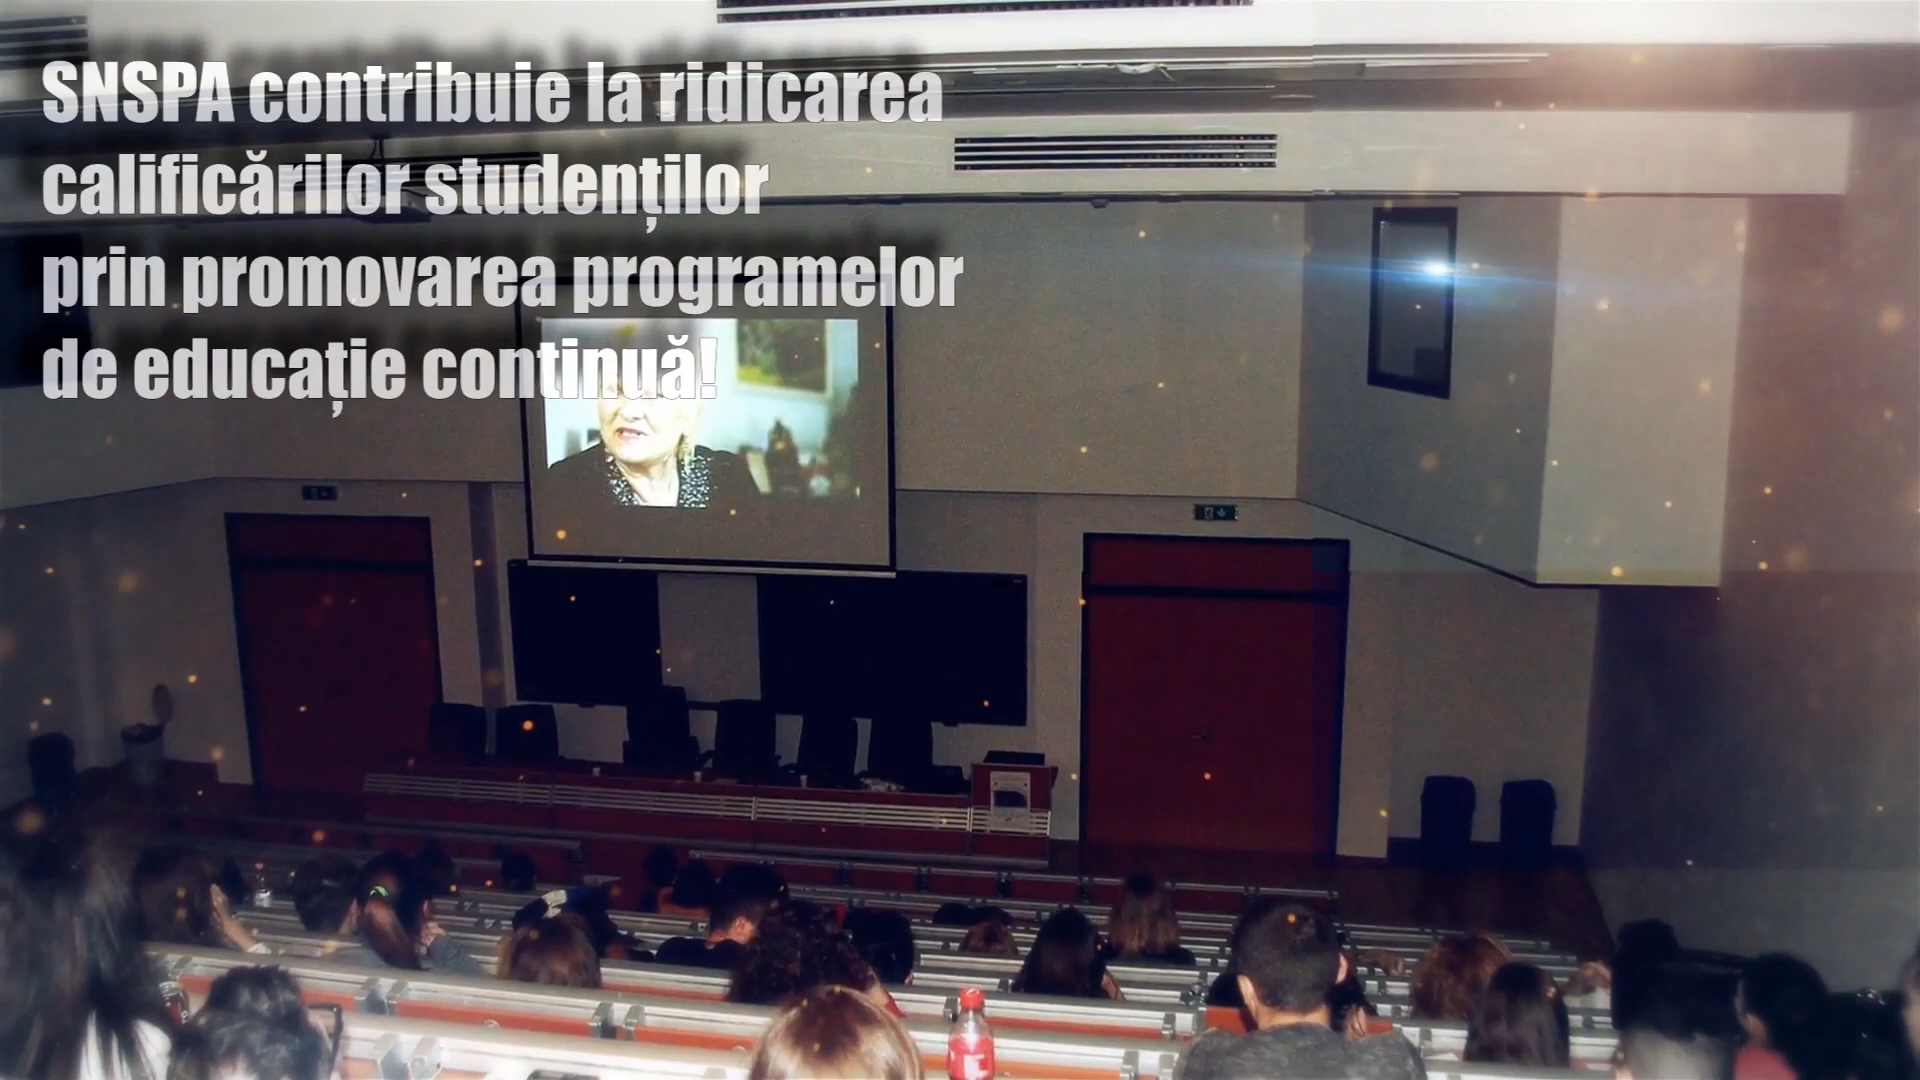 SNSPA contribuie la ridicarea
calificărilor studenților
prin promovarea programelor
de educație continuă!